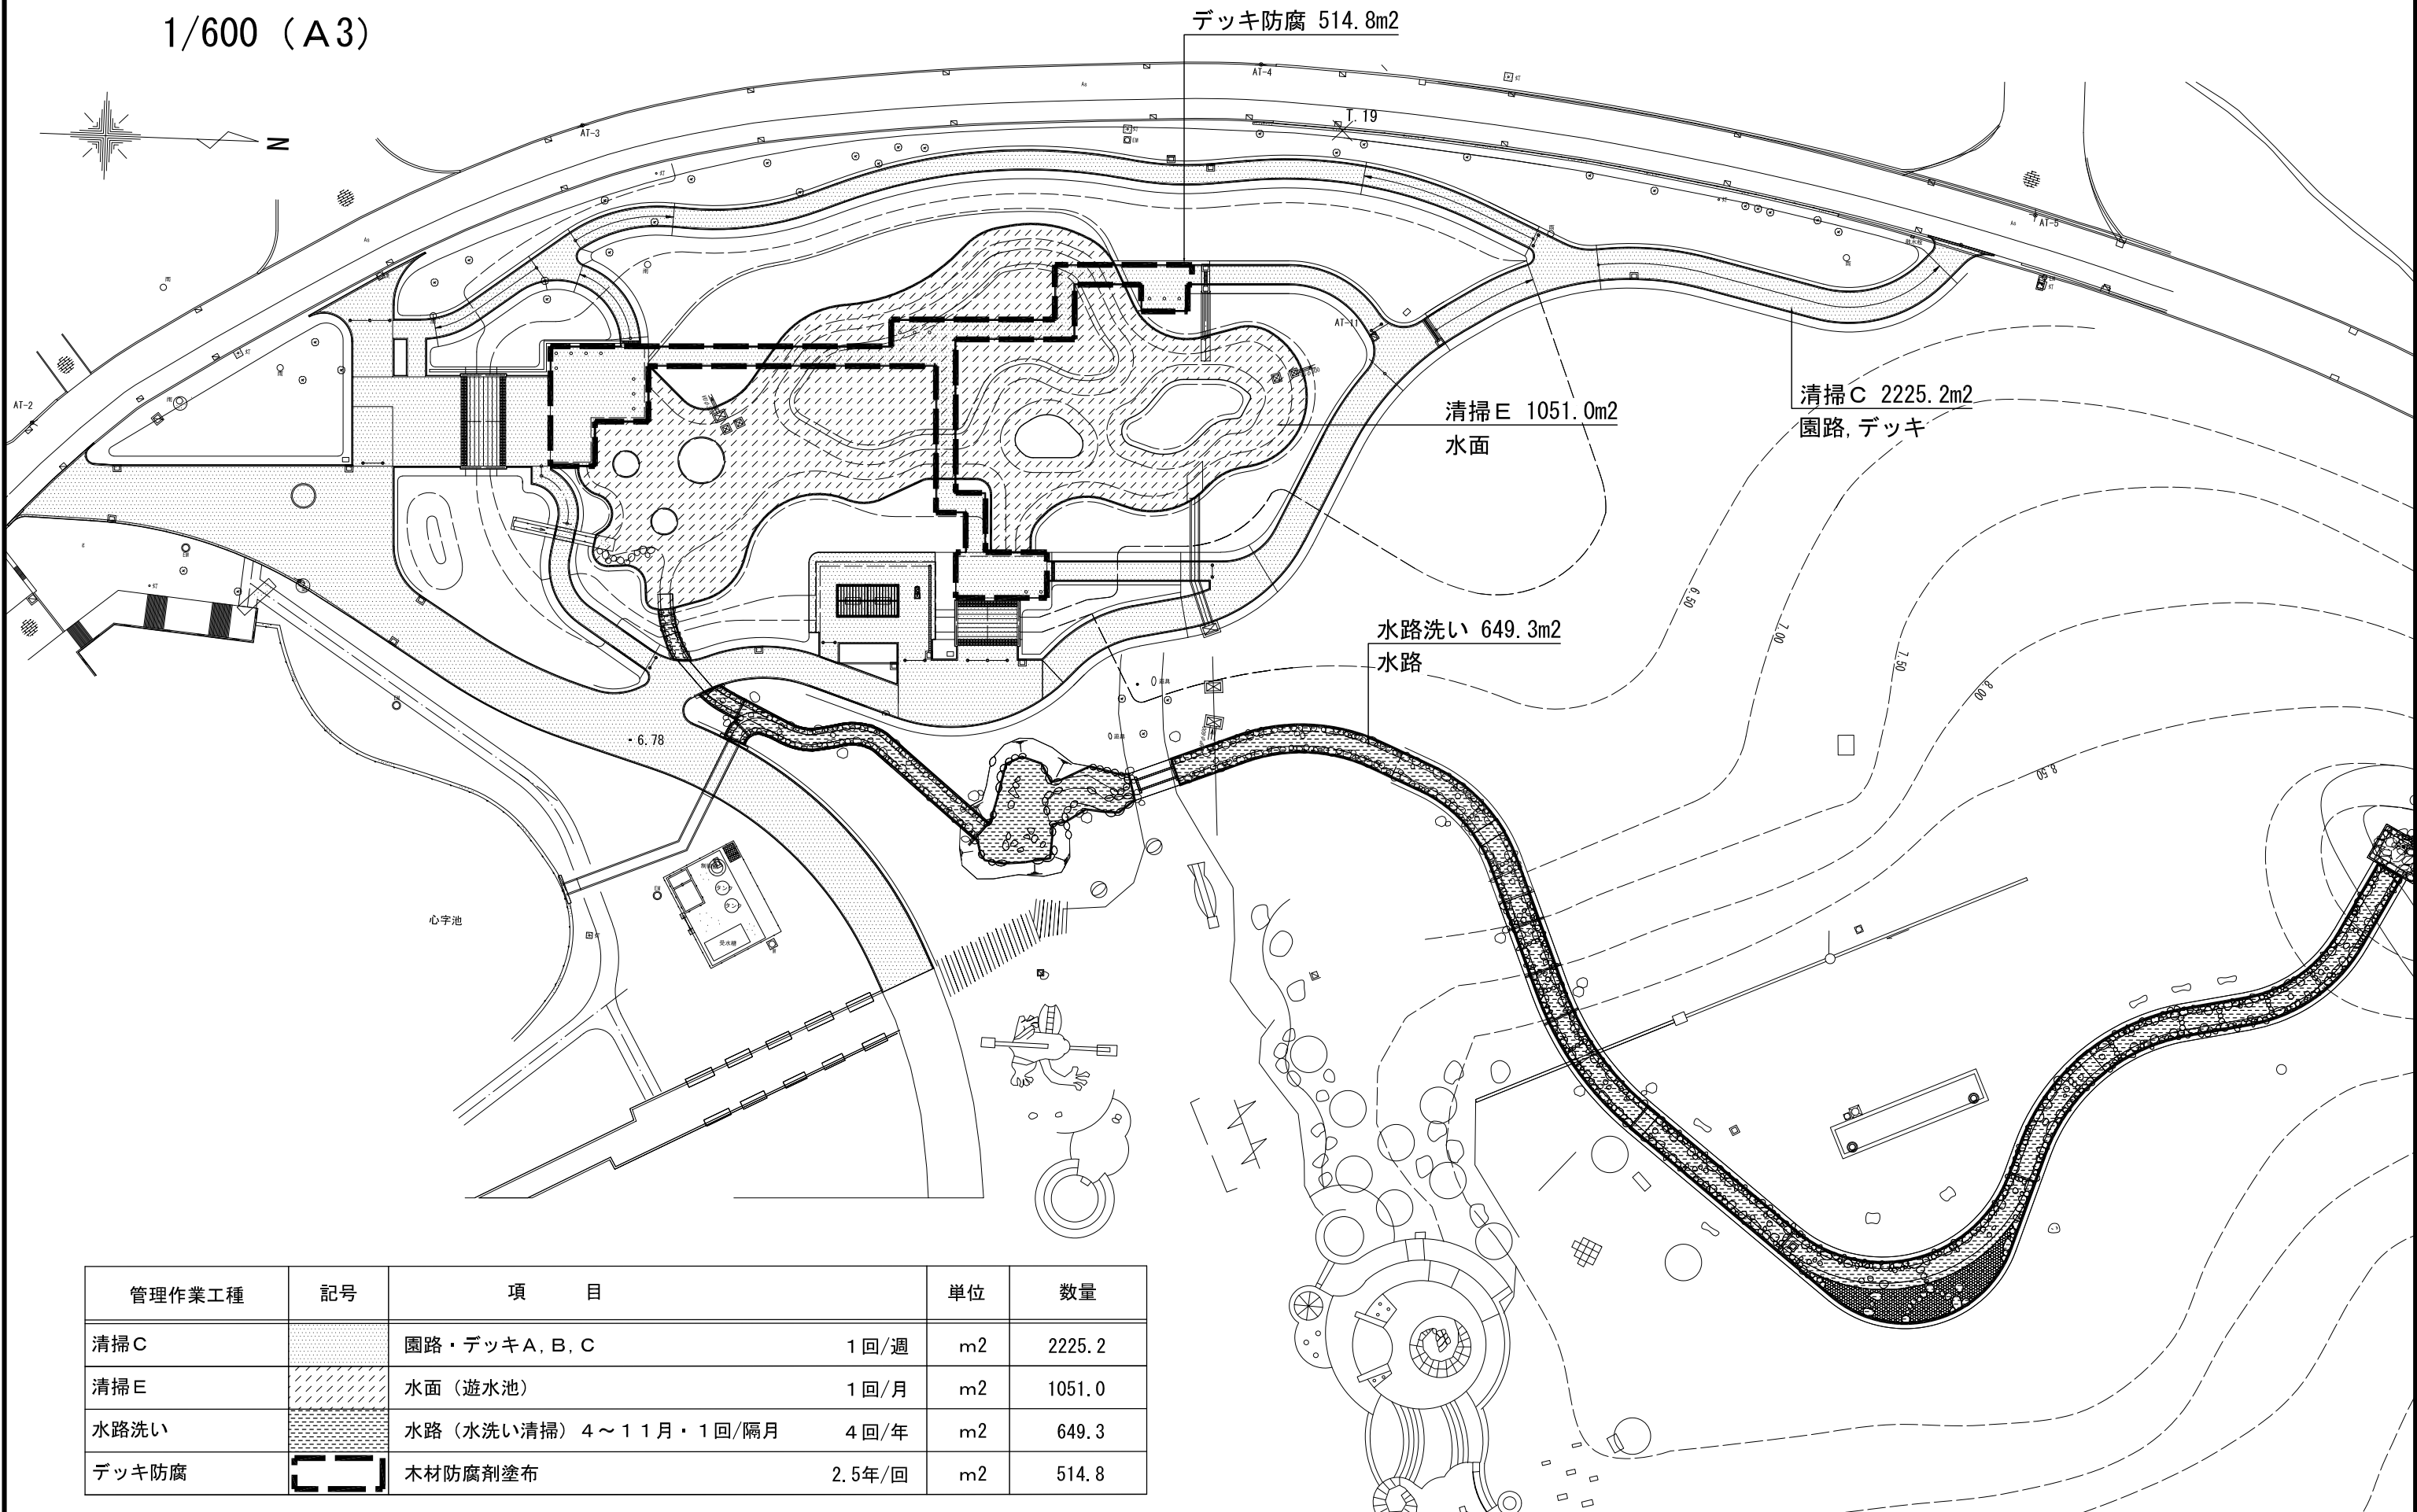 1/600 (A3)
デッキ防腐 514.8m2
AT-4
T.19
AT-3
N
AT-5
AT-2
AT-11
清掃C 2225.2m2
園路,デッキ
清掃E 1051.0m2
水面
6.50
7.00
7.50
8.00
8.50
水路洗い 649.3m2
水路
6.78
心字池
受水槽
管理作業工種 記号 項 目 単位 数量
清掃C 園路・デッキA,B,C 1回/週 m2 2225.2
清掃E 水面(遊水池) 1回/月 m2 1051.0
水路洗い 水路(水洗い清掃)4~11月・1回/隔月 4回/年 m2 649.3
デッキ防腐 木材防腐剤塗布 2.5年/回 m2 514.8